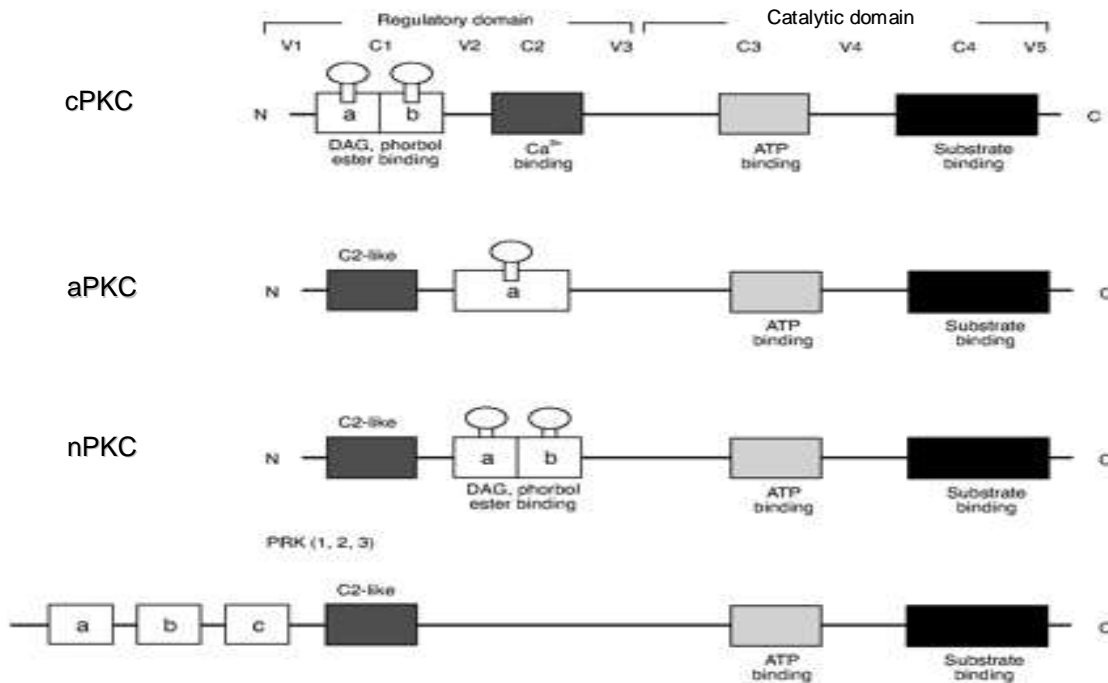 Regulatory domain Catalytic domain
V1 C1 V2 C2 V3 C3 V4 C4 V5
cPKC
N a b C
DAG, phorbol
ester binding
Ca²⁺
binding
ATP
binding
Substrate
binding
C2-like
aPKC
N a C
ATP
binding
Substrate
binding
C2-like
nPKC
N a b C
DAG, phorbol
ester binding
ATP
binding
Substrate
binding
PRK (1, 2, 3)
C2-like
a b c C
ATP
binding
Substrate
binding